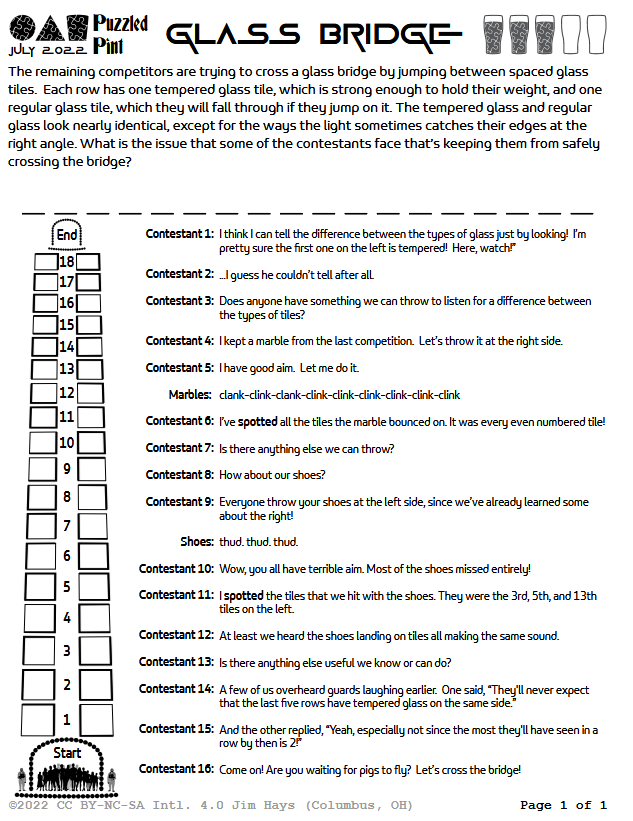 Puzzled
Pint
JULY 2022
GLASS BRIDGE
The remaining competitors are trying to cross a glass bridge by jumping between spaced glass
tiles.  Each row has one tempered glass tile, which is strong enough to hold their weight, and one
regular glass tile, which they will fall through if they jump on it. The tempered glass and regular
glass look nearly identical, except for the ways the light sometimes catches their edges at the
right angle. What is the issue that some of the contestants face that's keeping them from safely
crossing the bridge?
End
18
17
16
15
14
13
12
11
10
9
8
7
6
5
4
3
2
1
Start
Contestant 1: I think I can tell the difference between the types of glass just by looking!  I'm
pretty sure the first one on the left is tempered!  Here, watch!"
Contestant 2: ...I guess he couldn't tell after all.
Contestant 3: Does anyone have something we can throw to listen for a difference between
the types of tiles?
Contestant 4: I kept a marble from the last competition.  Let's throw it at the right side.
Contestant 5: I have good aim.  Let me do it.
Marbles: clank-clink-clank-clink-clink-clink-clink-clink-clink
Contestant 6: I've spotted all the tiles the marble bounced on. It was every even numbered tile!
Contestant 7: Is there anything else we can throw?
Contestant 8: How about our shoes?
Contestant 9: Everyone throw your shoes at the left side, since we've already learned some
about the right!
Shoes: thud. thud. thud.
Contestant 10: Wow, you all have terrible aim. Most of the shoes missed entirely!
Contestant 11: I spotted the tiles that we hit with the shoes. They were the 3rd, 5th, and 13th
tiles on the left.
Contestant 12: At least we heard the shoes landing on tiles all making the same sound.
Contestant 13: Is there anything else useful we know or can do?
Contestant 14: A few of us overheard guards laughing earlier.  One said, "They'll never expect
that the last five rows have tempered glass on the same side."
Contestant 15: And the other replied, "Yeah, especially not since the most they'll have seen in a
row by then is 2!"
Contestant 16: Come on! Are you waiting for pigs to fly?  Let's cross the bridge!
©2022 CC BY-NC-SA Intl. 4.0 Jim Hays (Columbus, OH)
Page 1 of 1